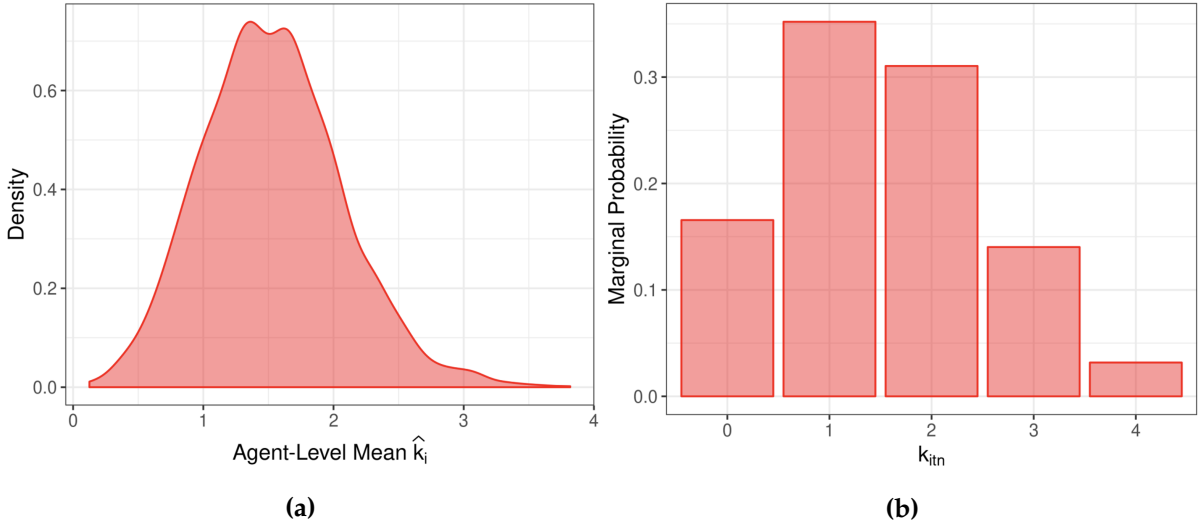 Density
0.6
0.4
0.2
0.0
0 1 2 3 4
Agent-Level Mean k̂ᵢ
(a)
Marginal Probability
0.3
0.2
0.1
0.0
0 1 2 3 4
kᵢₜₙ
(b)